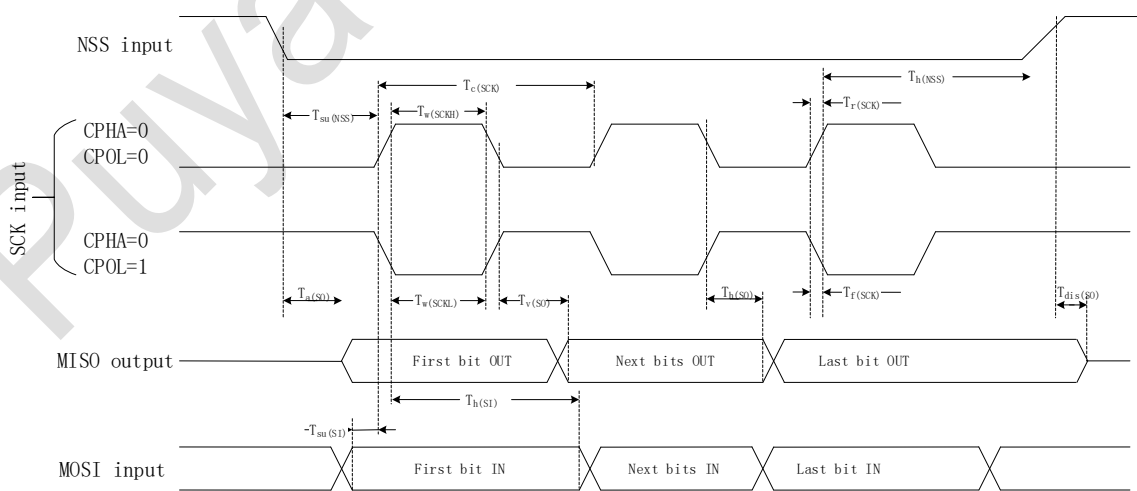 NSS input
Tc(SCK)
Th(NSS)
Tsu(NSS)
Tw(SCKH)
Tr(SCK)
CPHA=0
CPOL=0
SCK input
CPHA=0
CPOL=1
Ta(SO)
Tw(SCKL)
Tv(SO)
Th(SO)
Tf(SCK)
Tdis(SO)
MISO output
First bit OUT
Next bits OUT
Last bit OUT
Th(SI)
Tsu(SI)
MOSI input
First bit IN
Next bits IN
Last bit IN
Puya